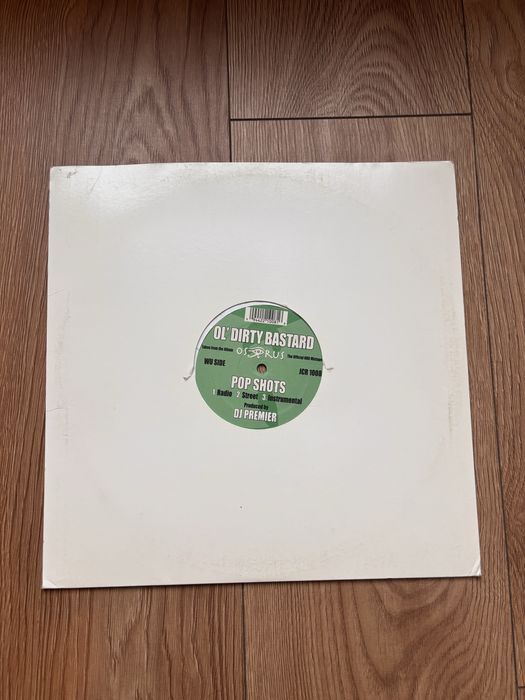 OL' DIRTY BASTARD
Taken from the Album OSIRUS The Official ODB Mixtape
WU SIDE JCR 1008
POP SHOTS
1 Radio 2 Street 3 Instrumental
Produced by
DJ PREMIER